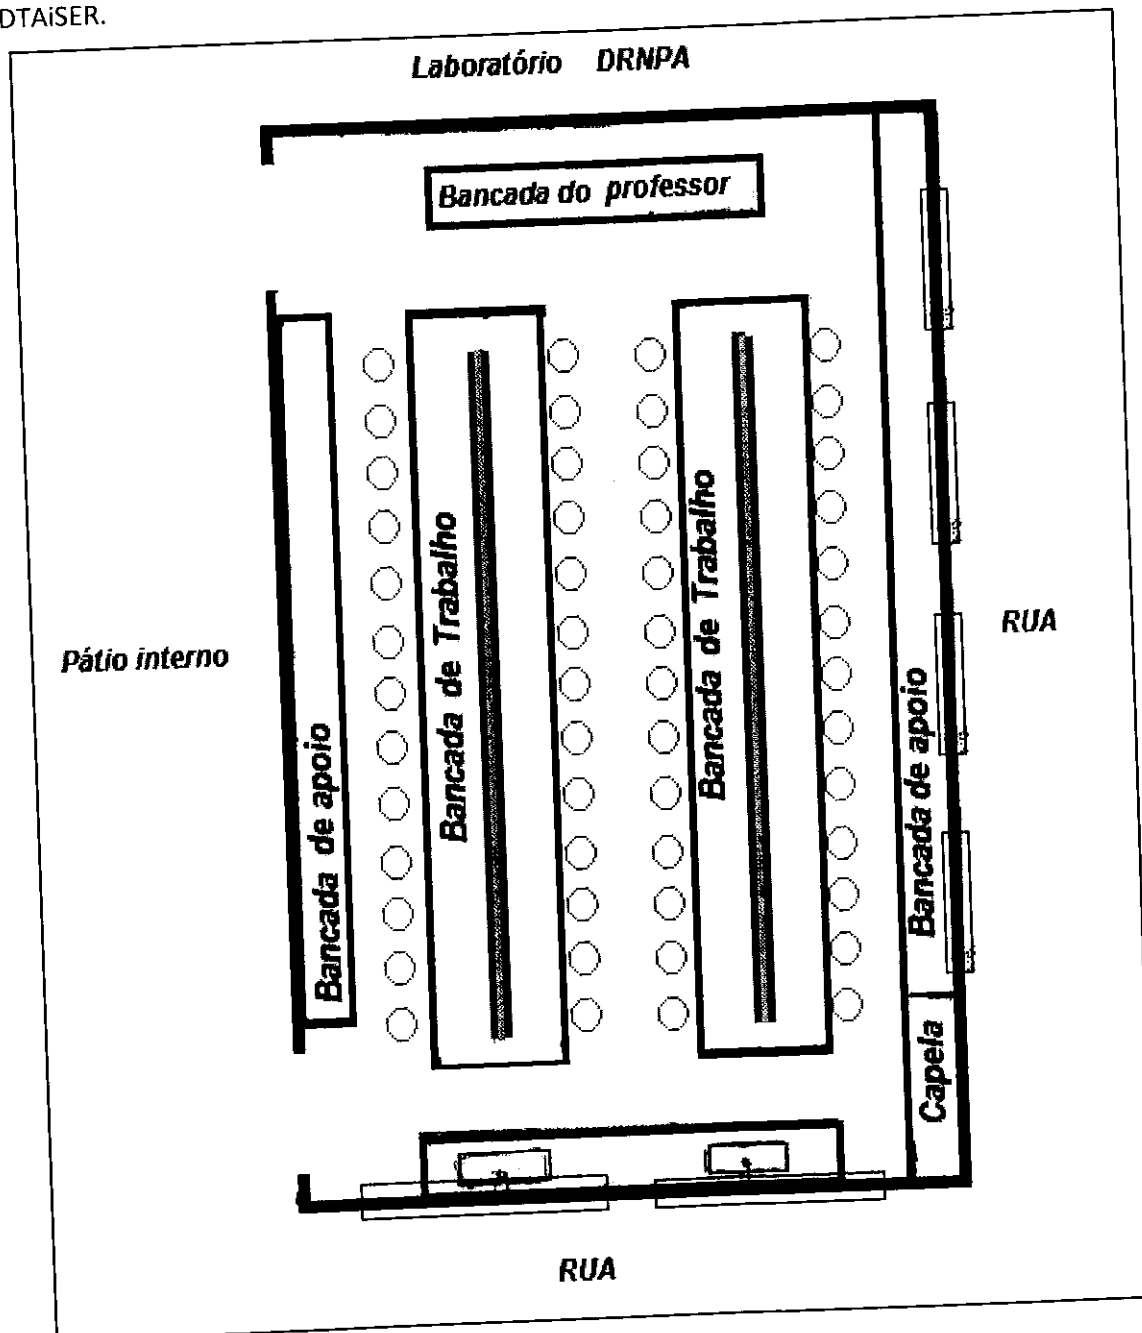 DTAiSER.
Laboratório DRNPA
Bancada do professor
Bancada de Trabalho
Bancada de Trabalho
Pátio interno
RUA
Bancada de apoio
Bancada de apoio
Capela
RUA